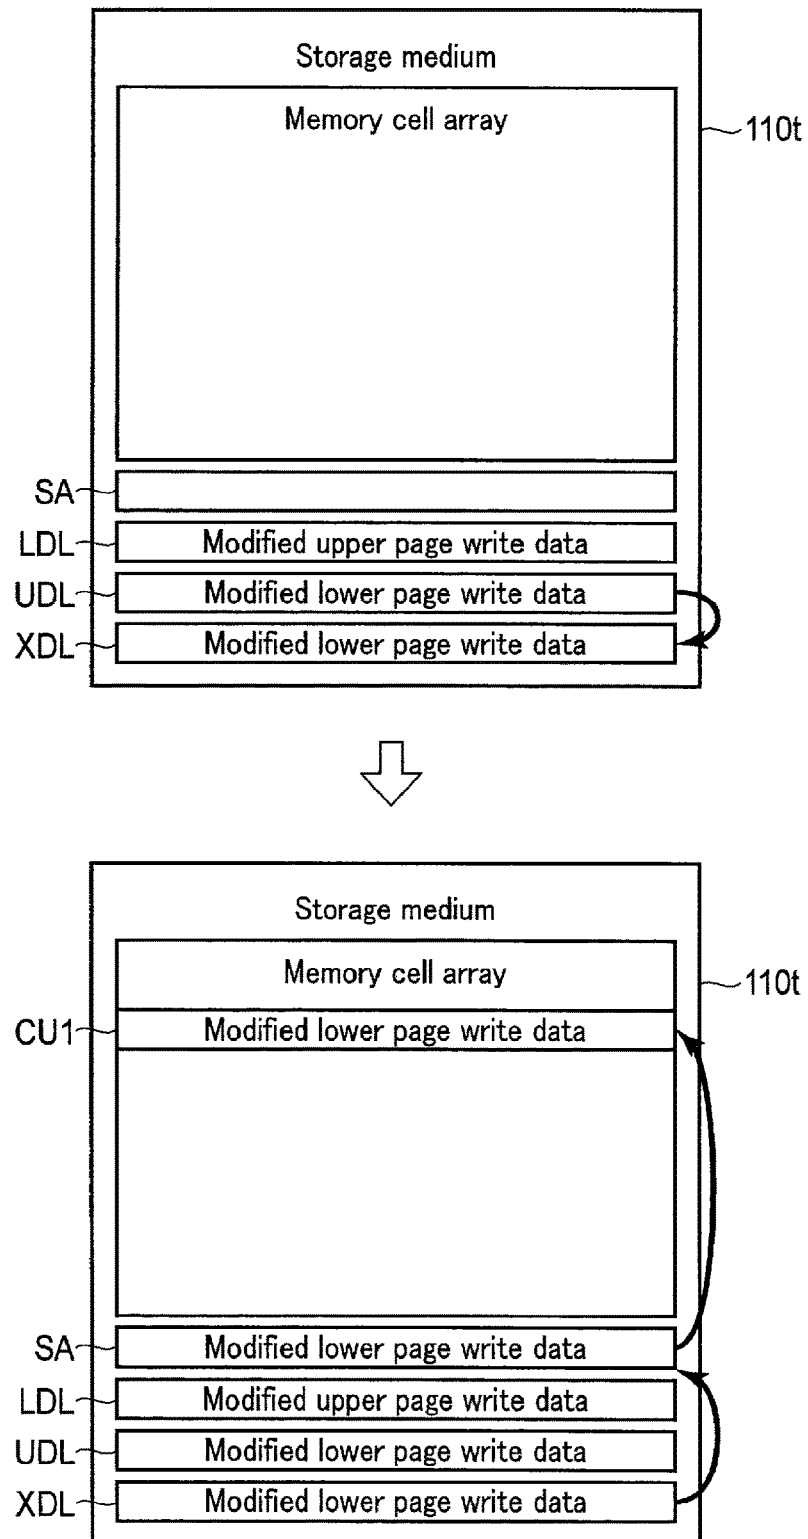 Storage medium
Memory cell array
110t
SA
LDL Modified upper page write data
UDL Modified lower page write data
XDL Modified lower page write data
Storage medium
Memory cell array
110t
CU1 Modified lower page write data
SA Modified lower page write data
LDL Modified upper page write data
UDL Modified lower page write data
XDL Modified lower page write data